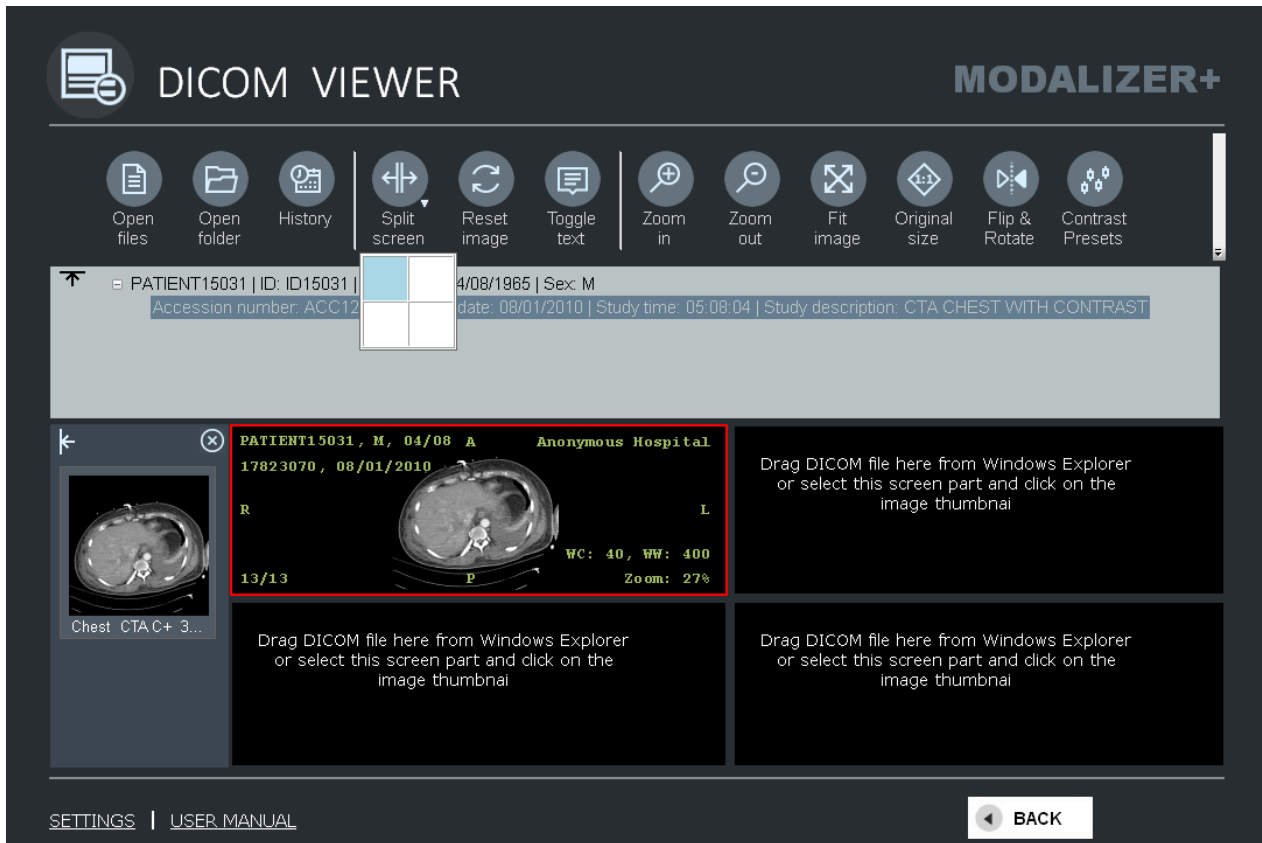 DICOM VIEWER
MODALIZER+
Open files
Open folder
History
Split screen
Reset image
Toggle text
Zoom in
Zoom out
Fit image
1:1
Original size
Flip & Rotate
Contrast Presets
PATIENT15031 | ID: ID15031 | 4/08/1965 | Sex: M
Accession number: ACC12 date: 08/01/2010 | Study time: 05:08:04 | Study description: CTA CHEST WITH CONTRAST
Chest CTA C+ 3...
PATIENT15031, M, 04/08 A Anonymous Hospital
17823070, 08/01/2010
R L
WC: 40, WW: 400
13/13 P Zoom: 27%
Drag DICOM file here from Windows Explorer
or select this screen part and click on the
image thumbnai
Drag DICOM file here from Windows Explorer
or select this screen part and click on the
image thumbnai
Drag DICOM file here from Windows Explorer
or select this screen part and click on the
image thumbnai
SETTINGS | USER MANUAL
BACK